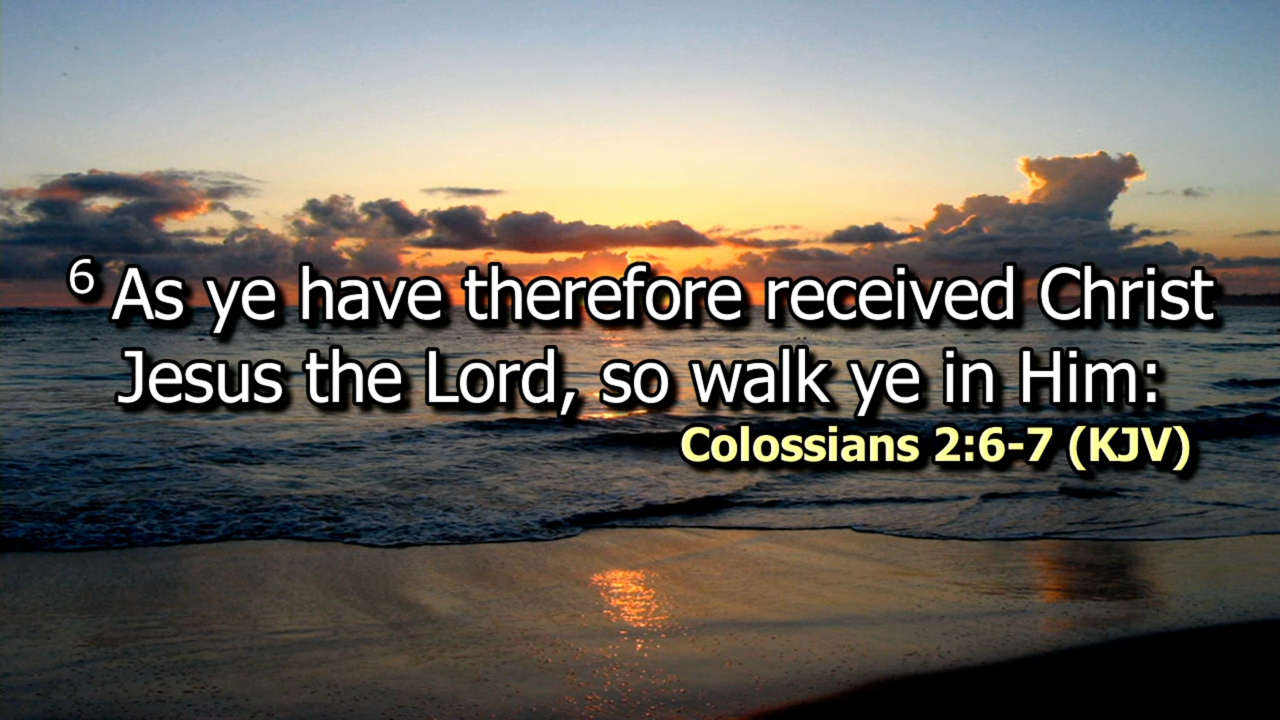 6 As ye have therefore received Christ
Jesus the Lord, so walk ye in Him:
Colossians 2:6-7 (KJV)